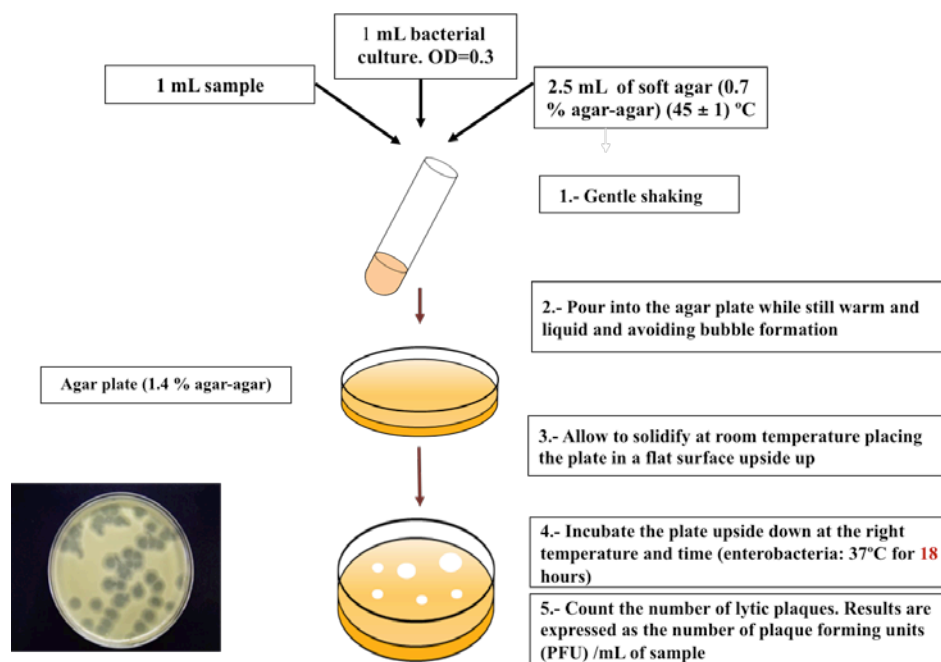 1 mL bacterial
culture. OD=0.3
1 mL sample
2.5 mL of soft agar (0.7
% agar-agar) (45 ± 1) ºC
1.- Gentle shaking
2.- Pour into the agar plate while still warm and
liquid and avoiding bubble formation
Agar plate (1.4 % agar-agar)
3.- Allow to solidify at room temperature placing
the plate in a flat surface upside up
4.- Incubate the plate upside down at the right
temperature and time (enterobacteria: 37ºC for 18
hours)
5.- Count the number of lytic plaques. Results are
expressed as the number of plaque forming units
(PFU) /mL of sample